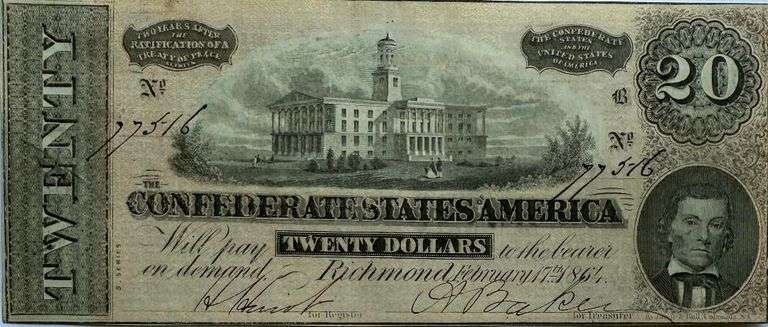 TWENTY
TWO YEARS AFTER
THE
RATIFICATION OF A
TREATY OF PEACE
BETWEEN
THE CONFEDERATE
STATES
AND THE
UNITED STATES
OF AMERICA
20
No
77516
B
No
77516
THE
CONFEDERATE STATES AMERICA
Will pay TWENTY DOLLARS to the bearer
on demand, Richmond February 17th 1864.
for Register
for Treasurer